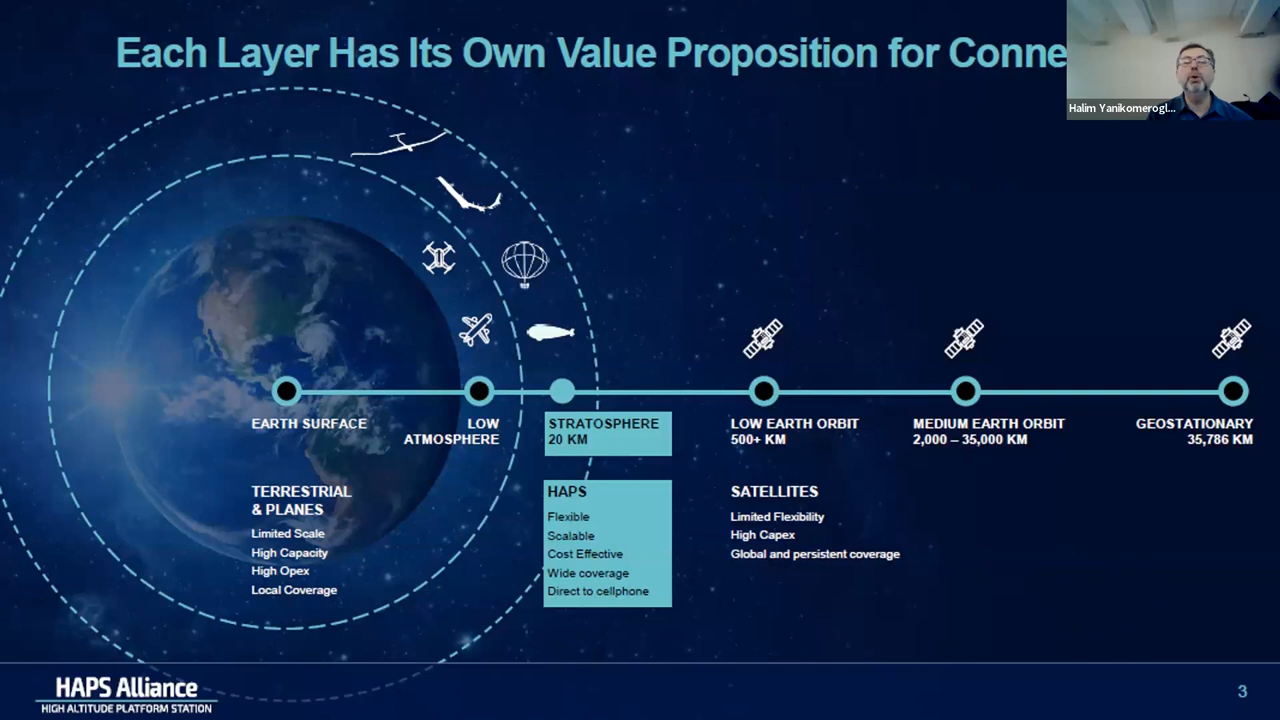 Each Layer Has Its Own Value Proposition for Conne
Halim Yanikomerogl...
EARTH SURFACE
LOW
ATMOSPHERE
STRATOSPHERE
20 KM
LOW EARTH ORBIT
500+ KM
MEDIUM EARTH ORBIT
2,000 – 35,000 KM
GEOSTATIONARY
35,786 KM
TERRESTRIAL
& PLANES
Limited Scale
High Capacity
High Opex
Local Coverage
HAPS
Flexible
Scalable
Cost Effective
Wide coverage
Direct to cellphone
SATELLITES
Limited Flexibility
High Capex
Global and persistent coverage
HAPS Alliance
HIGH ALTITUDE PLATFORM STATION
3